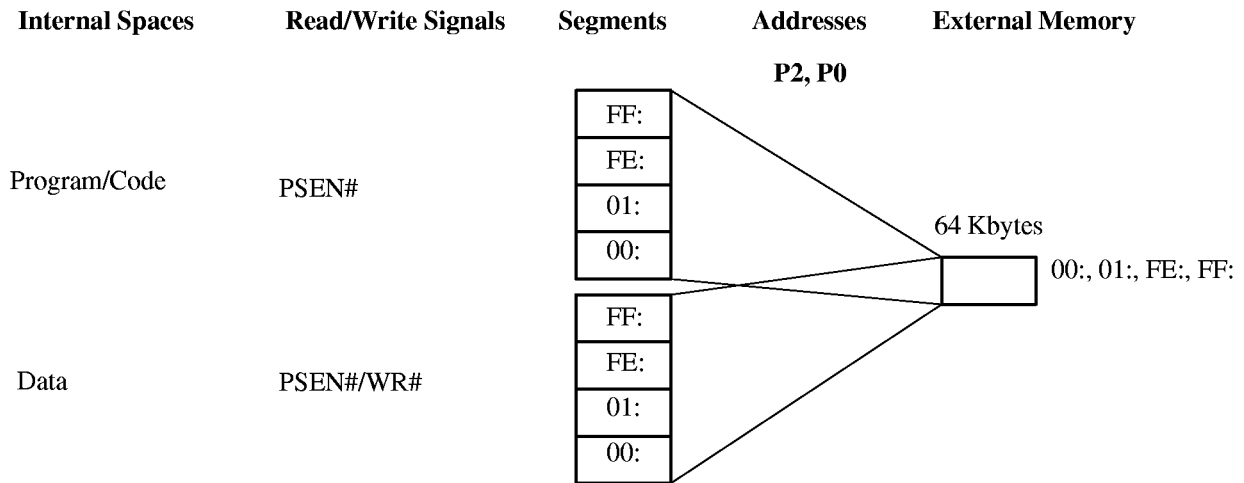 Internal Spaces Read/Write Signals Segments Addresses External Memory
P2, P0
FF:
FE:
Program/Code PSEN#
01:
64 Kbytes
00:
00:, 01:, FE:, FF:
FF:
FE:
Data PSEN#/WR#
01:
00: